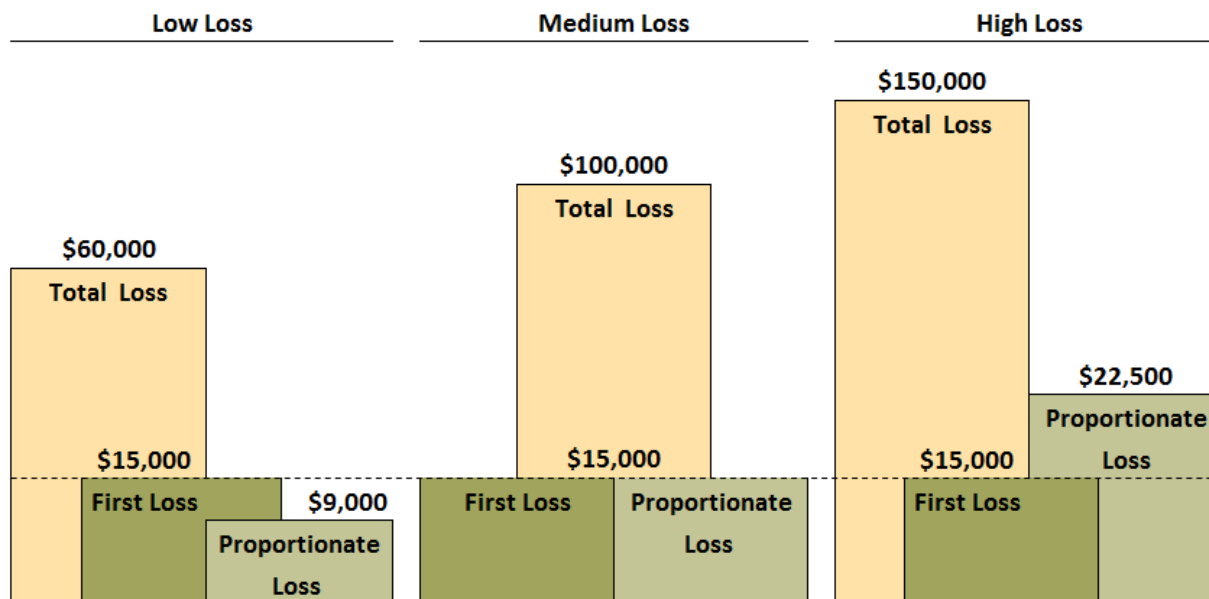 Low Loss
Medium Loss
High Loss
$60,000
Total Loss
$15,000
First Loss
$9,000
Proportionate
Loss
$100,000
Total Loss
$15,000
First Loss
Proportionate
Loss
$150,000
Total Loss
$22,500
Proportionate
Loss
$15,000
First Loss